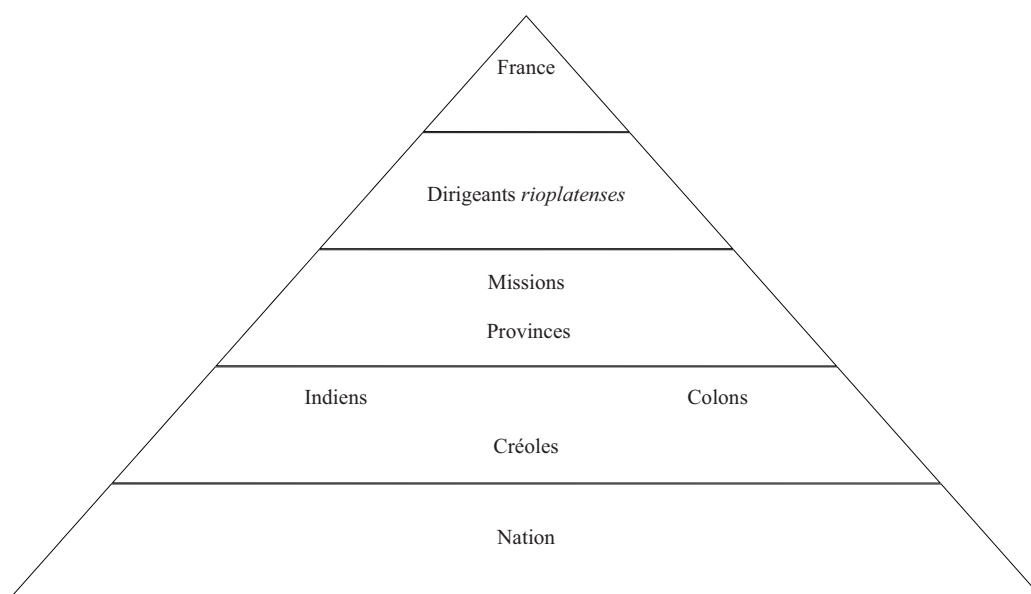 France
Dirigeants rioplatenses
Missions
Provinces
Indiens Colons
Créoles
Nation